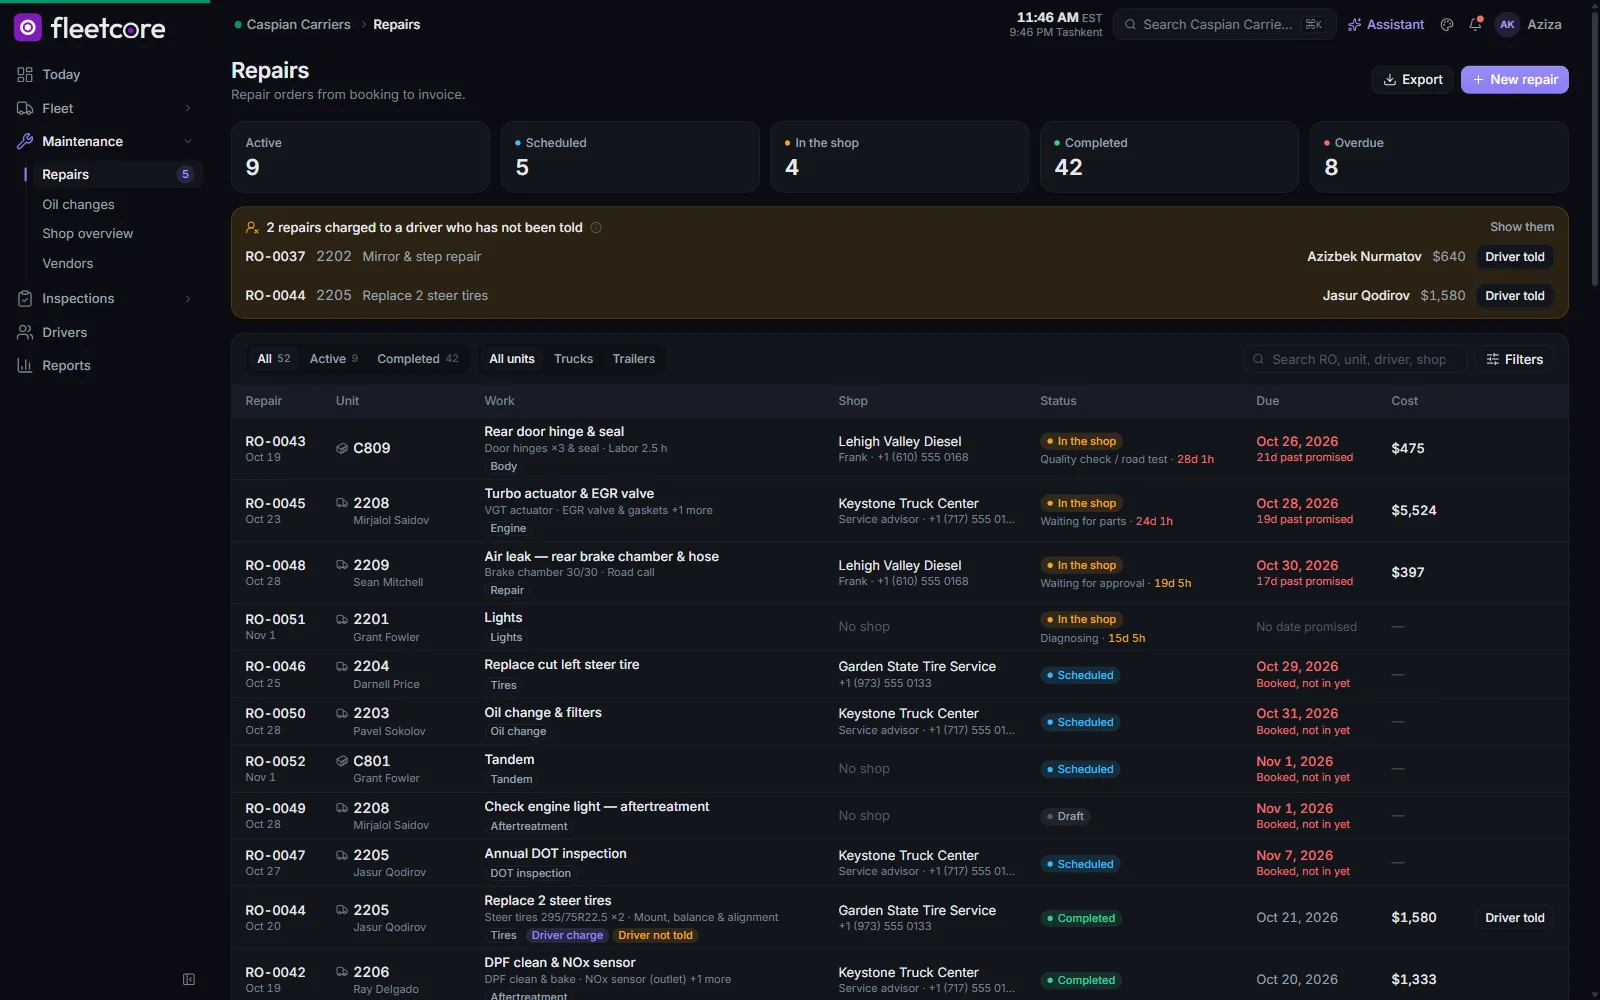 fleetcore
Caspian Carriers › Repairs
11:46 AM EST
9:46 PM Tashkent
Search Caspian Carrie... ⌘K
Assistant
AK Aziza
Today
Fleet
Maintenance
Repairs 5
Oil changes
Shop overview
Vendors
Inspections
Drivers
Reports
Repairs
Repair orders from booking to invoice.
Export
+ New repair
Active
9
Scheduled
5
In the shop
4
Completed
42
Overdue
8
2 repairs charged to a driver who has not been told
Show them
RO-0037 2202 Mirror & step repair Azizbek Nurmatov $640 Driver told
RO-0044 2205 Replace 2 steer tires Jasur Qodirov $1,580 Driver told
All 52 Active 9 Completed 42 All units Trucks Trailers
Search RO, unit, driver, shop
Filters
Repair Unit Work Shop Status Due Cost
RO-0043 C809 Rear door hinge & seal Lehigh Valley Diesel In the shop Oct 26, 2026 $475
Oct 19 Door hinges ×3 & seal · Labor 2.5 h Frank · +1 (610) 555 0168 Quality check / road test · 28d 1h 21d past promised
Body
RO-0045 2208 Turbo actuator & EGR valve Keystone Truck Center In the shop Oct 28, 2026 $5,524
Oct 23 Mirjalol Saidov VGT actuator · EGR valve & gaskets +1 more Service advisor · +1 (717) 555 01... Waiting for parts · 24d 1h 19d past promised
Engine
RO-0048 2209 Air leak — rear brake chamber & hose Lehigh Valley Diesel In the shop Oct 30, 2026 $397
Oct 28 Sean Mitchell Brake chamber 30/30 · Road call Frank · +1 (610) 555 0168 Waiting for approval · 19d 5h 17d past promised
Repair
RO-0051 2201 Lights No shop In the shop No date promised —
Nov 1 Grant Fowler Lights Diagnosing · 15d 5h
RO-0046 2204 Replace cut left steer tire Garden State Tire Service Scheduled Oct 29, 2026 —
Oct 25 Darnell Price Tires +1 (973) 555 0133 Booked, not in yet
RO-0050 2203 Oil change & filters Keystone Truck Center Scheduled Oct 31, 2026 —
Oct 28 Pavel Sokolov Oil change Service advisor · +1 (717) 555 01... Booked, not in yet
RO-0052 C801 Tandem No shop Scheduled Nov 1, 2026 —
Nov 1 Grant Fowler Tandem Booked, not in yet
RO-0049 2208 Check engine light — aftertreatment No shop Draft Nov 1, 2026 —
Oct 28 Mirjalol Saidov Aftertreatment Booked, not in yet
RO-0047 2205 Annual DOT inspection Keystone Truck Center Scheduled Nov 7, 2026 —
Oct 27 Jasur Qodirov DOT inspection Service advisor · +1 (717) 555 01... Booked, not in yet
RO-0044 2205 Replace 2 steer tires Garden State Tire Service Completed Oct 21, 2026 $1,580 Driver told
Oct 20 Jasur Qodirov Steer tires 295/75R22.5 ×2 · Mount, balance & alignment +1 (973) 555 0133
Tires Driver charge Driver not told
RO-0042 2206 DPF clean & NOx sensor Keystone Truck Center Completed Oct 20, 2026 $1,333
Oct 19 Ray Delgado DPF clean & bake · NOx sensor (outlet) +1 more Service advisor · +1 (717) 555 01...
Aftertreatment